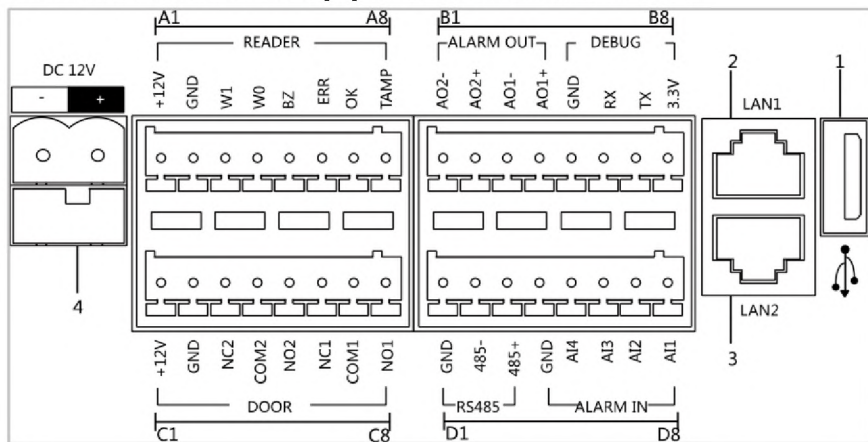 A1 A8 B1 B8
READER ALARM OUT DEBUG 2 1
DC 12V LAN1
- +
+12V GND W1 W0 BZ ERR OK TAMP AO2- AO2+ AO1- AO1+ GND RX TX 3.3V
4 LAN2
+12V GND NC2 COM2 NO2 NC1 COM1 NO1 GND 485- 485+ GND AI4 AI3 AI2 AI1 3
DOOR RS485 ALARM IN
C1 C8 D1 D8